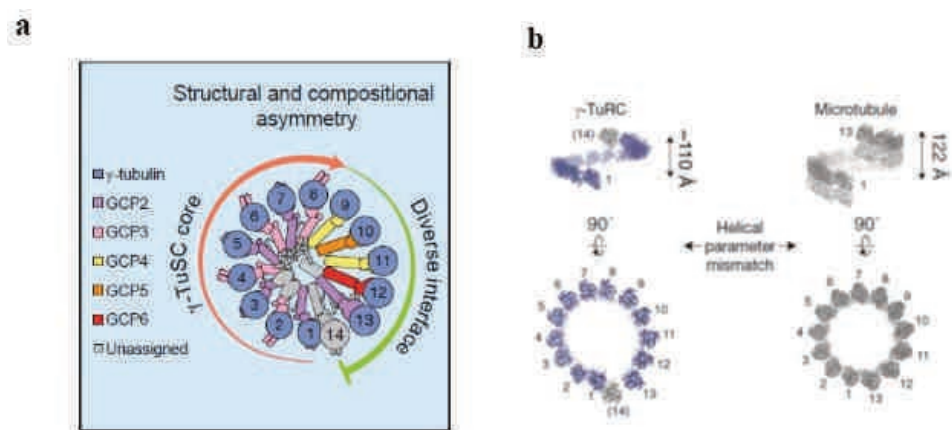 a
Structural and compositional
asymmetry
γ-tubulin
GCP2
GCP3
GCP4
GCP5
GCP6
Unassigned
γ-TuSC core
Diverse interface
1
2
3
4
5
6
7
8
9
10
11
12
13
14
b
γ-TuRC
(14)
1
~110 Å
Microtubule
13
1
122 Å
90°
Helical
parameter
mismatch
90°
1
2
3
4
5
6
7
8
9
10
11
12
13
(14)
1
2
3
4
5
6
7
8
9
10
11
12
13